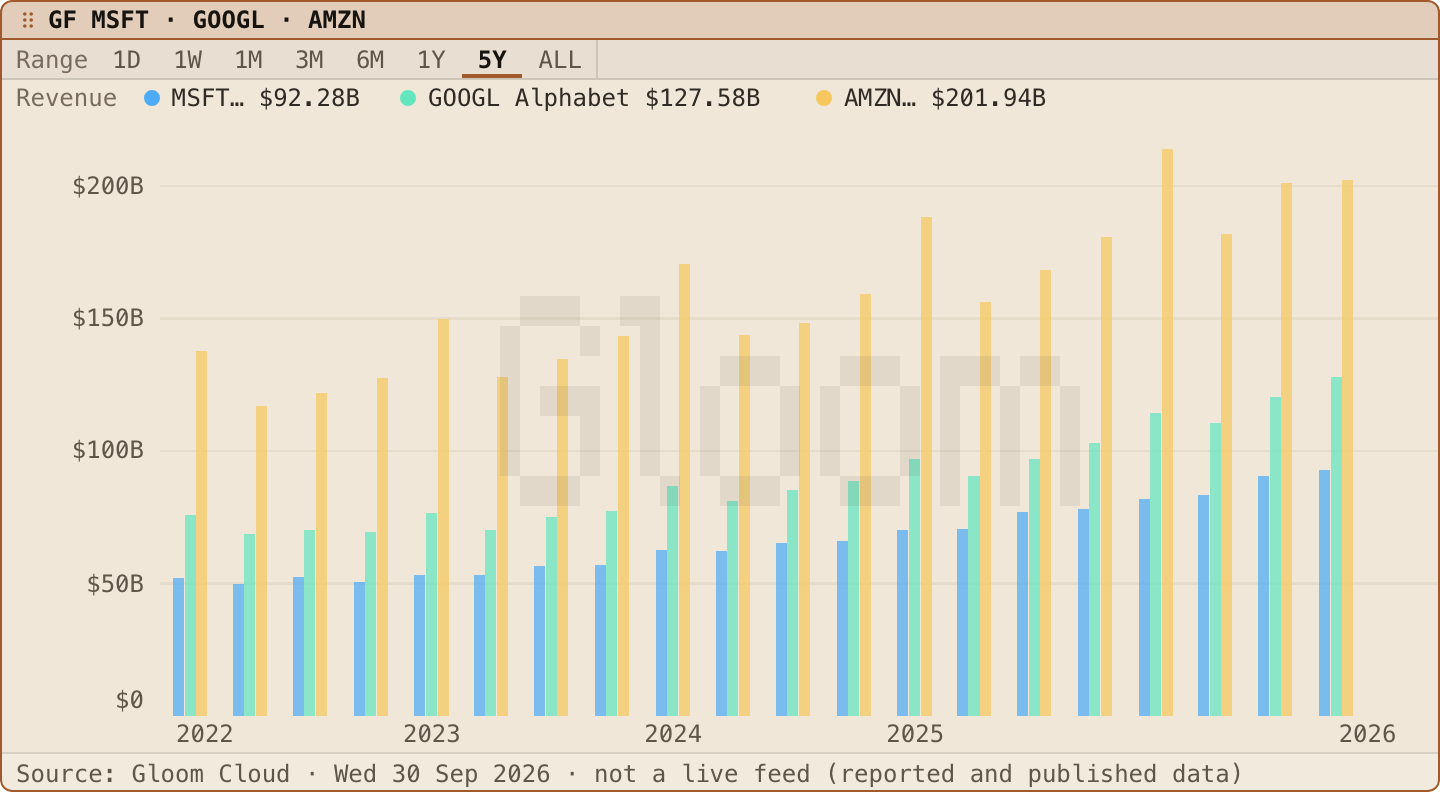 GF MSFT · GOOGL · AMZN
Range 1D 1W 1M 3M 6M 1Y 5Y ALL
Revenue MSFT… $92.28B GOOGL Alphabet $127.58B AMZN… $201.94B
$200B
$150B
$100B
$50B
$0
Gloom
2022 2023 2024 2025 2026
Source: Gloom Cloud · Wed 30 Sep 2026 · not a live feed (reported and published data)